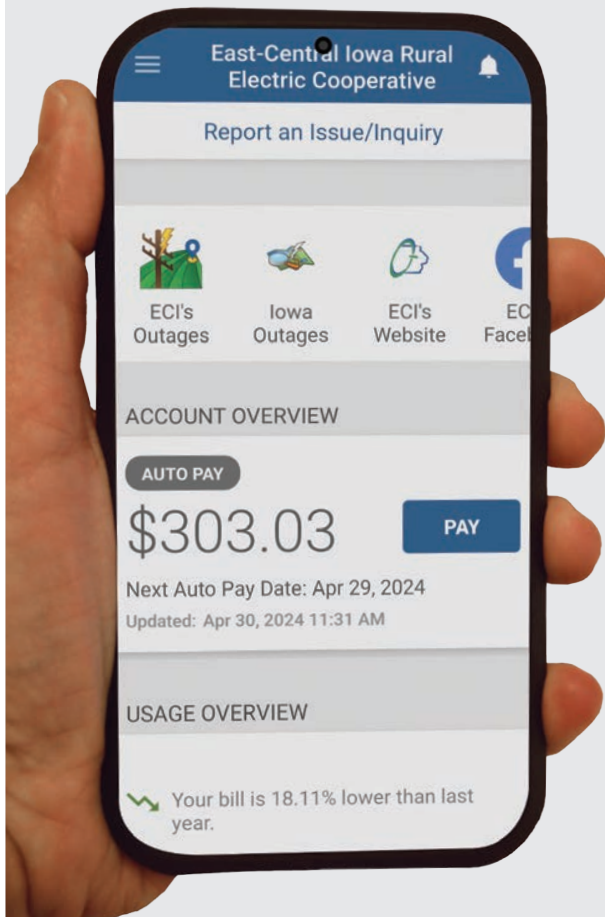 East-Central Iowa Rural
Electric Cooperative
Report an Issue/Inquiry
ECI's
Outages
Iowa
Outages
ECI's
Website
EC
Faceb
ACCOUNT OVERVIEW
AUTO PAY
$303.03
PAY
Next Auto Pay Date: Apr 29, 2024
Updated: Apr 30, 2024 11:31 AM
USAGE OVERVIEW
Your bill is 18.11% lower than last
year.